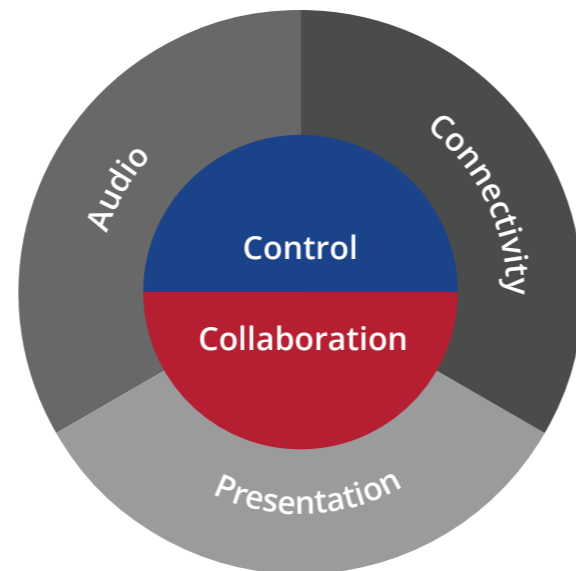 Audio
Connectivity
Control
Collaboration
Presentation